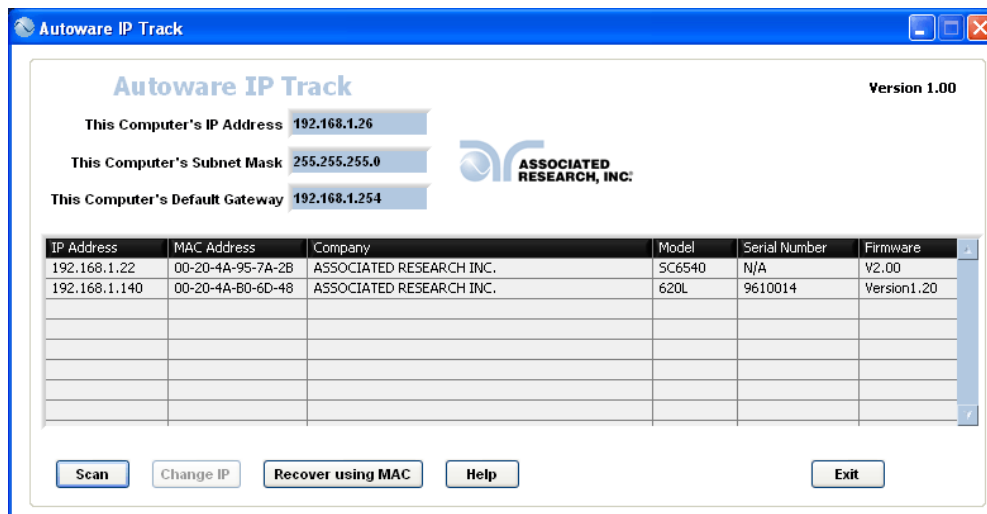 Autoware IP Track
Autoware IP Track
Version 1.00
This Computer's IP Address 192.168.1.26
This Computer's Subnet Mask 255.255.255.0
This Computer's Default Gateway 192.168.1.254
ASSOCIATED
RESEARCH, INC.
IP Address MAC Address Company Model Serial Number Firmware
192.168.1.22 00-20-4A-95-7A-2B ASSOCIATED RESEARCH INC. SC6540 N/A V2.00
192.168.1.140 00-20-4A-B0-6D-48 ASSOCIATED RESEARCH INC. 620L 9610014 Version1.20
Scan Change IP Recover using MAC Help Exit